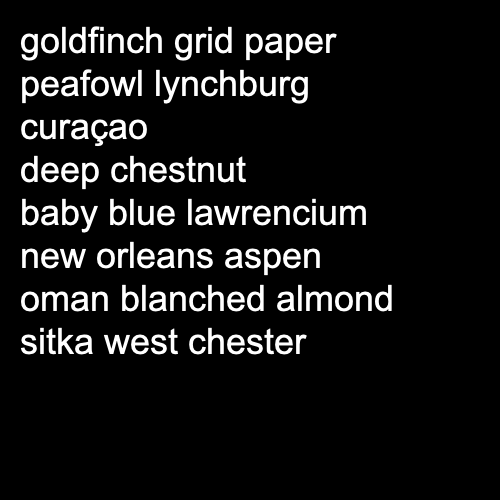 goldfinch grid paper
peafowl lynchburg
curaçao
deep chestnut
baby blue lawrencium
new orleans aspen
oman blanched almond
sitka west chester